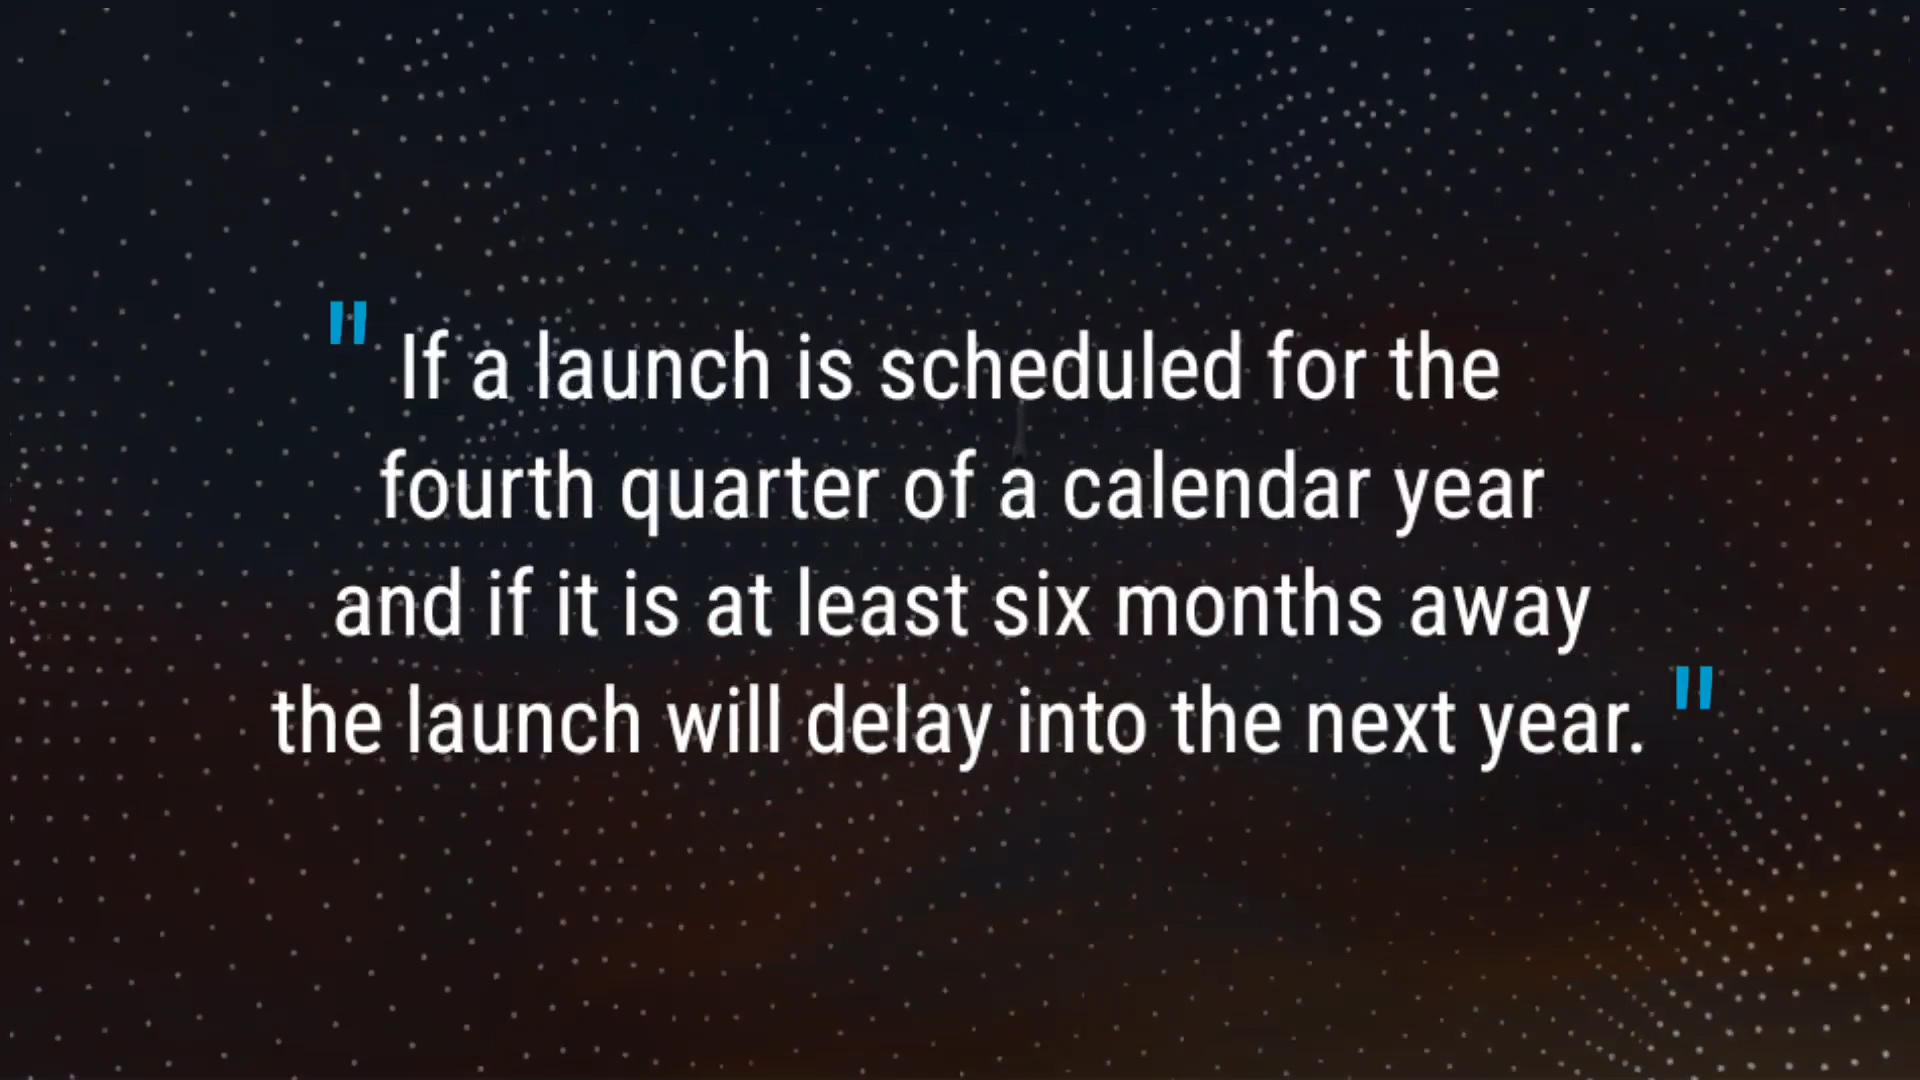 " If a launch is scheduled for the
fourth quarter of a calendar year
and if it is at least six months away
the launch will delay into the next year. "